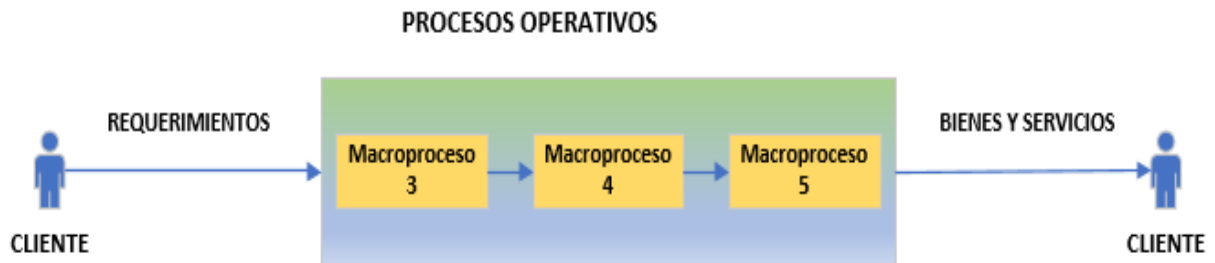 PROCESOS OPERATIVOS
REQUERIMIENTOS
BIENES Y SERVICIOS
Macroproceso
3
Macroproceso
4
Macroproceso
5
CLIENTE
CLIENTE